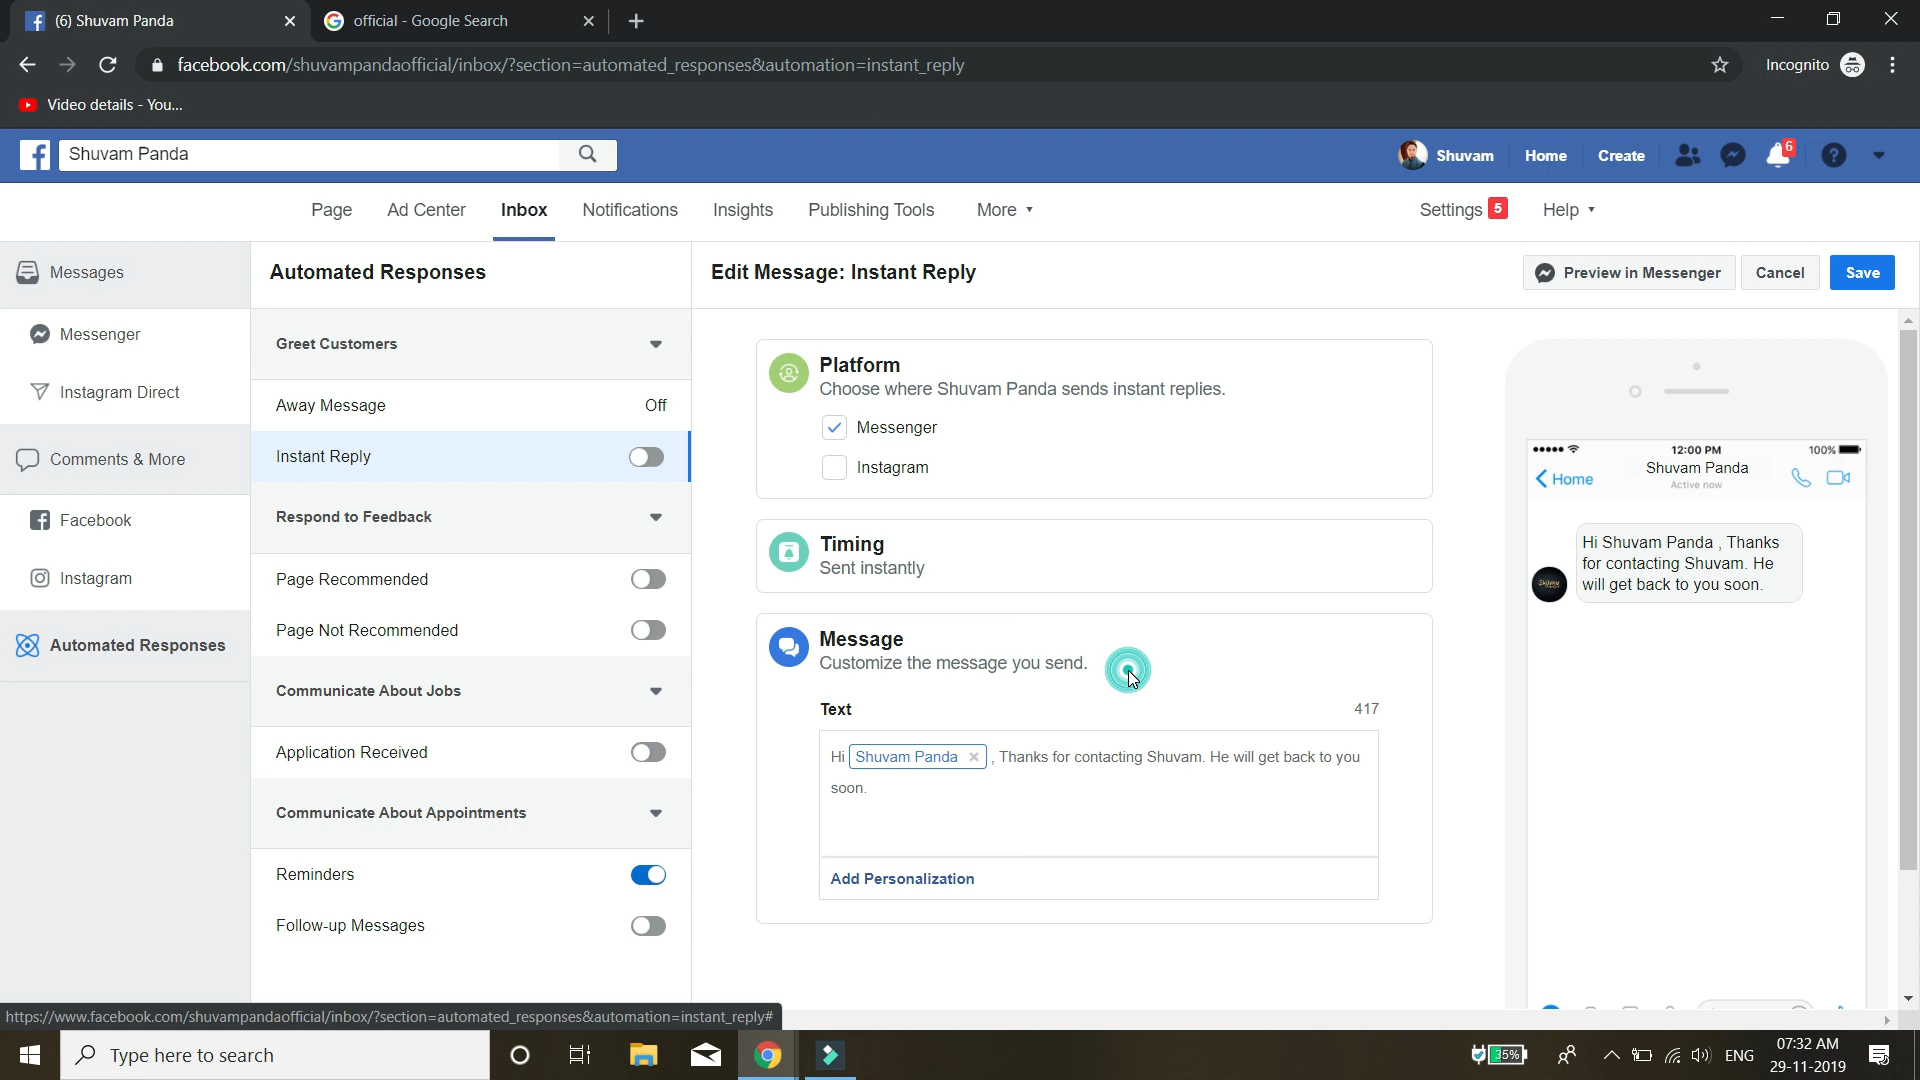 (6) Shuvam Panda
official - Google Search
facebook.com/shuvampandaofficial/inbox/?section=automated_responses&automation=instant_reply
Incognito
Video details - You...
Shuvam Panda
Shuvam
Home
Create
6
Page
Ad Center
Inbox
Notifications
Insights
Publishing Tools
More
Settings 5
Help
Messages
Messenger
Instagram Direct
Comments & More
Facebook
Instagram
Automated Responses
Automated Responses
Greet Customers
Away Message
Off
Instant Reply
Respond to Feedback
Page Recommended
Page Not Recommended
Communicate About Jobs
Application Received
Communicate About Appointments
Reminders
Follow-up Messages
Edit Message: Instant Reply
Preview in Messenger
Cancel
Save
Platform
Choose where Shuvam Panda sends instant replies.
Messenger
Instagram
Timing
Sent instantly
Message
Customize the message you send.
Text
417
Hi Shuvam Panda , Thanks for contacting Shuvam. He will get back to you
soon.
Add Personalization
12:00 PM
100%
Home
Shuvam Panda
Active now
Hi Shuvam Panda , Thanks
for contacting Shuvam. He
will get back to you soon.
https://www.facebook.com/shuvampandaofficial/inbox/?section=automated_responses&automation=instant_reply#
Type here to search
35%
ENG
07:32 AM
29-11-2019